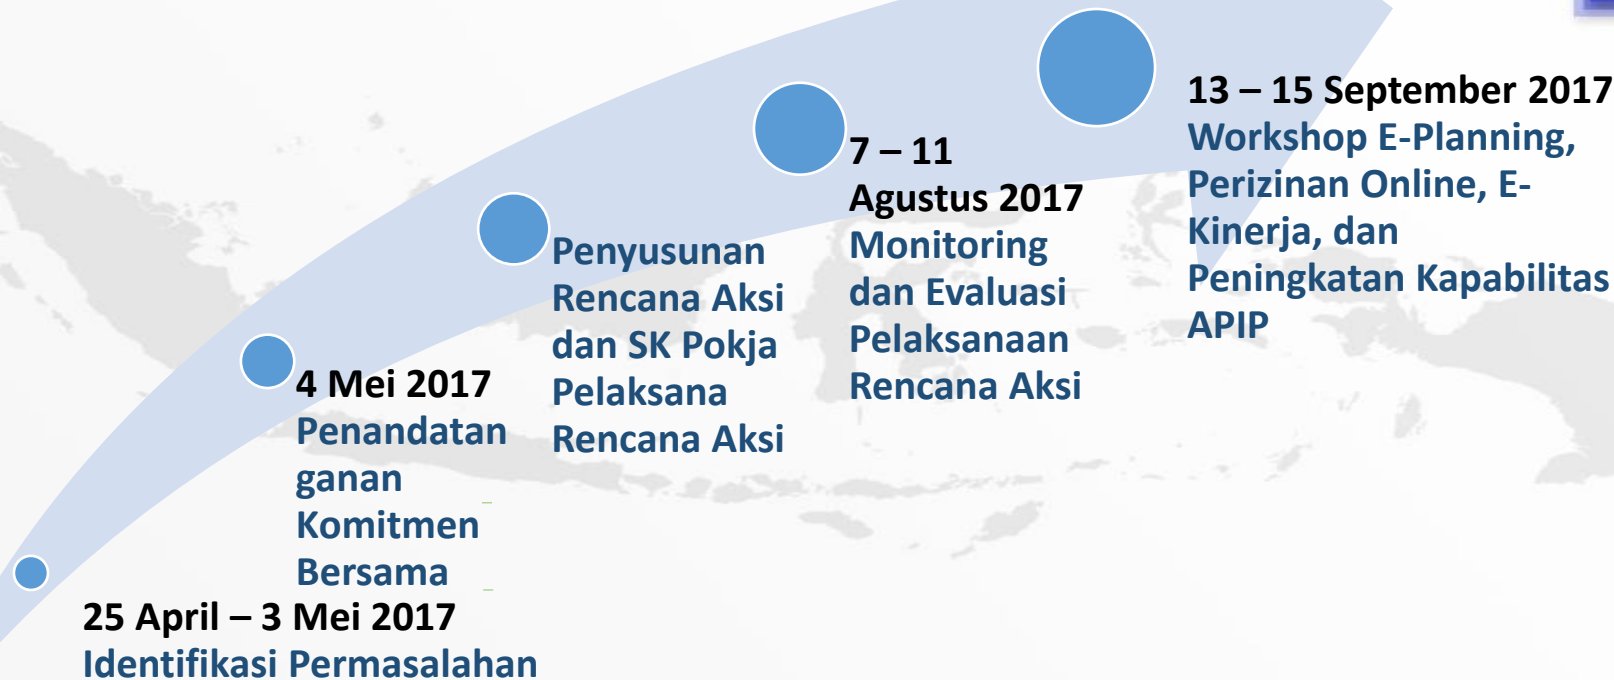 25 April – 3 Mei 2017
Identifikasi Permasalahan
4 Mei 2017
Penandatan
ganan
Komitmen
Bersama
Penyusunan
Rencana Aksi
dan SK Pokja
Pelaksana
Rencana Aksi
7 – 11
Agustus 2017
Monitoring
dan Evaluasi
Pelaksanaan
Rencana Aksi
13 – 15 September 2017
Workshop E-Planning,
Perizinan Online, E-
Kinerja, dan
Peningkatan Kapabilitas
APIP